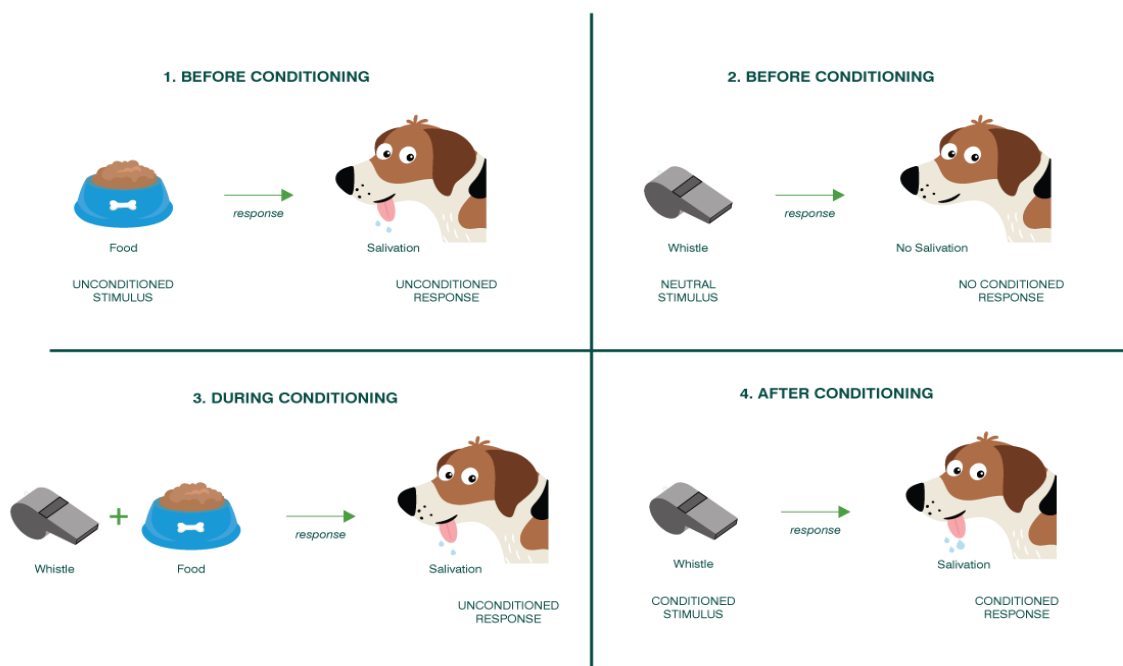 1. BEFORE CONDITIONING
response
Food
Salivation
UNCONDITIONED
STIMULUS
UNCONDITIONED
RESPONSE
2. BEFORE CONDITIONING
response
Whistle
No Salivation
NEUTRAL
STIMULUS
NO CONDITIONED
RESPONSE
3. DURING CONDITIONING
+
response
Whistle
Food
Salivation
UNCONDITIONED
RESPONSE
4. AFTER CONDITIONING
response
Whistle
Salivation
CONDITIONED
STIMULUS
CONDITIONED
RESPONSE